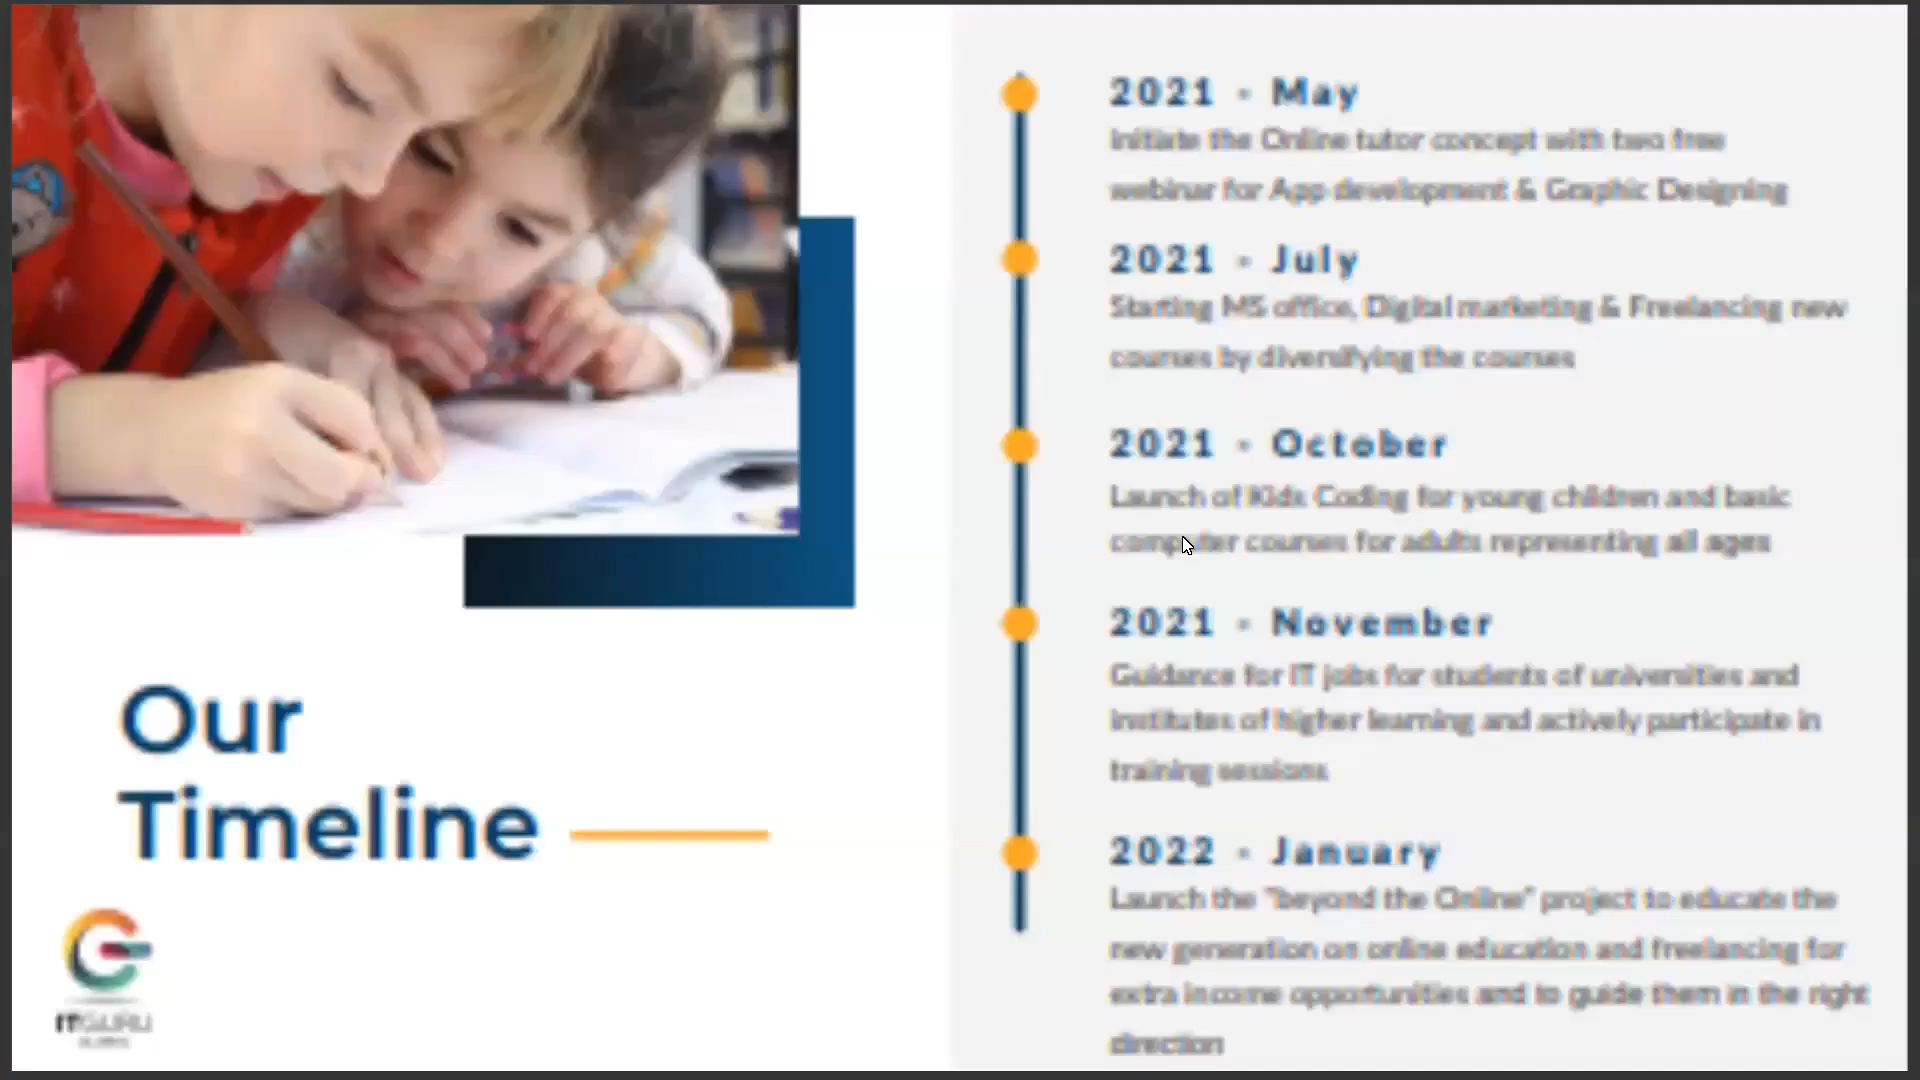 2021 - May
Initiate the Online tutor concept with two free
webinar for App development & Graphic Designing
2021 - July
Starting MS office, Digital marketing & Freelancing new
courses by diversifying the courses
2021 - October
Launch of Kids Coding for young children and basic
computer courses for adults representing all ages
2021 - November
Guidance for IT jobs for students of universities and
institutes of higher learning and actively participate in
training sessions
2022 - January
Launch the "beyond the Online" project to educate the
new generation on online education and freelancing for
extra income opportunities and to guide them in the right
direction
Our
Timeline
ITGURU